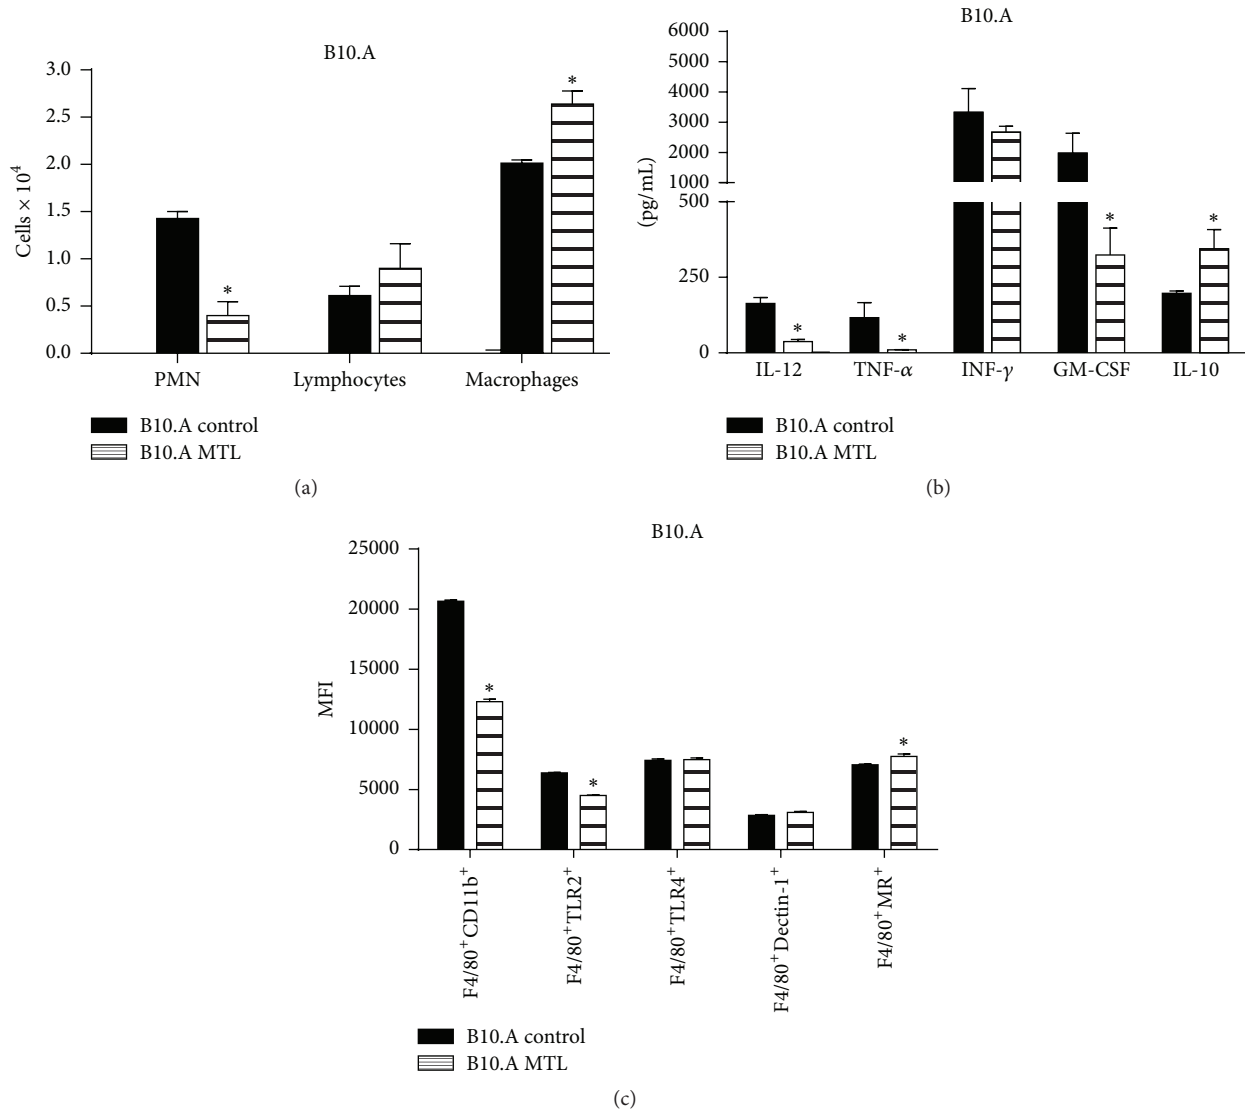 B10.A
3.0
2.5
2.0
1.5
1.0
0.5
0.0
Cells × 10⁴
*
*
PMN
Lymphocytes
Macrophages
B10.A control
B10.A MTL
(a)
B10.A
6000
5000
4000
3000
2000
1000
500
250
0
(pg/mL)
*
*
*
*
IL-12
TNF-α
INF-γ
GM-CSF
IL-10
B10.A control
B10.A MTL
(b)
B10.A
25000
20000
15000
10000
5000
0
MFI
*
*
*
F4/80⁺CD11b⁺
F4/80⁺TLR2⁺
F4/80⁺TLR4⁺
F4/80⁺Dectin-1⁺
F4/80⁺MR⁺
B10.A control
B10.A MTL
(c)